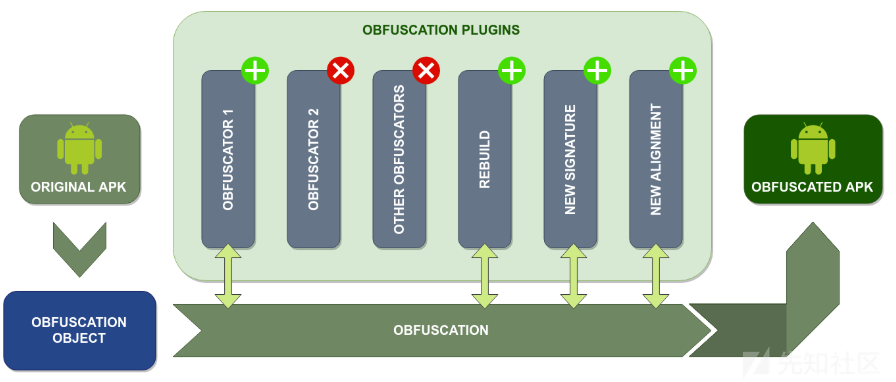 OBFUSCATION PLUGINS
OBFUSCATOR 1
OBFUSCATOR 2
OTHER OBFUSCATORS
REBUILD
NEW SIGNATURE
NEW ALIGNMENT
ORIGINAL APK
OBFUSCATED APK
OBFUSCATION
OBJECT
OBFUSCATION
先知社区